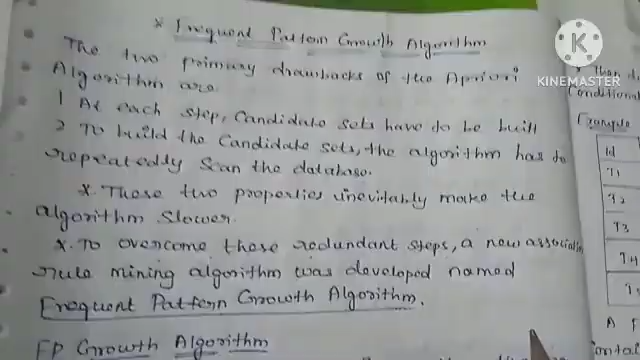 * Frequent Pattern Growth Algorithm
The two primary drawbacks of the Apriori
Algorithm are
1 At each step, Candidate sets have to be built
2 To build the Candidate sets, the algorithm has to
repeatedly scan the database.
*. These two properties inevitably make the
algorithm slower.
*. To overcome these redundant steps, a new associati
rule mining algorithm was developed named
Frequent Pattern Growth Algorithm.
FP Growth Algorithm
KINEMASTER
Conditional
Example
Id
T1
T2
T3
T4
A F